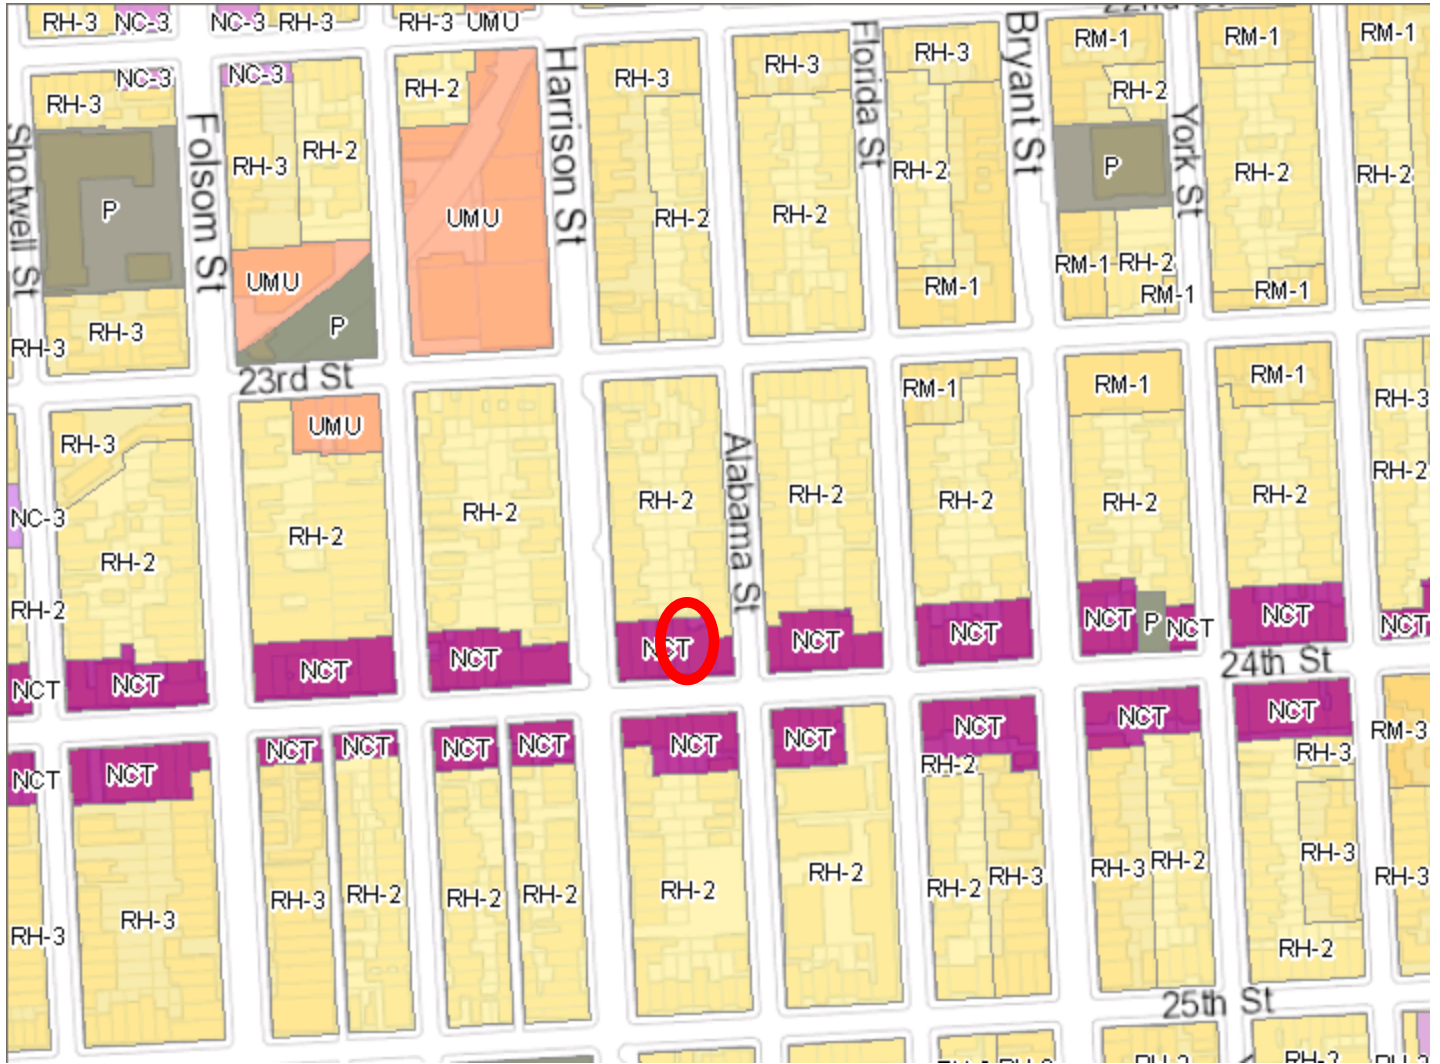 RH-3 NC-3 NC-3 RH-3 RH-3 UMU
RM-1 RM-1 RM-1
NC-3 NC-3 RH-3 RH-2 RH-3 RH-3 RH-3 RH-2
RH-3 RH-2 RH-2 P RH-2 RH-2
P UMU RH-2 RH-2
UMU RM-1 RM-1 RH-2 RM-1 RM-1
P
RH-3 RH-3
Shotwell St
Folsom St
Harrison St
Florida St
Bryant St
York St
23rd St
UMU RM-1 RM-1 RM-1 RH-3
RH-3
NC-3 RH-2 RH-2 RH-2 RH-2 RH-2 RH-2 RH-2 RH-2 RH-2
RH-2
Alabama St
NCT NCT NCT NCT NCT NCT NCT NCT P NCT NCT NCT
24th St
NCT NCT NCT NCT NCT NCT NCT NCT NCT NCT NCT
RM-3
RH-2 RH-3
RH-3 RH-3 RH-3 RH-2 RH-2 RH-2 RH-2 RH-2 RH-2 RH-3 RH-3 RH-2 RH-3 RH-3
RH-2
25th St